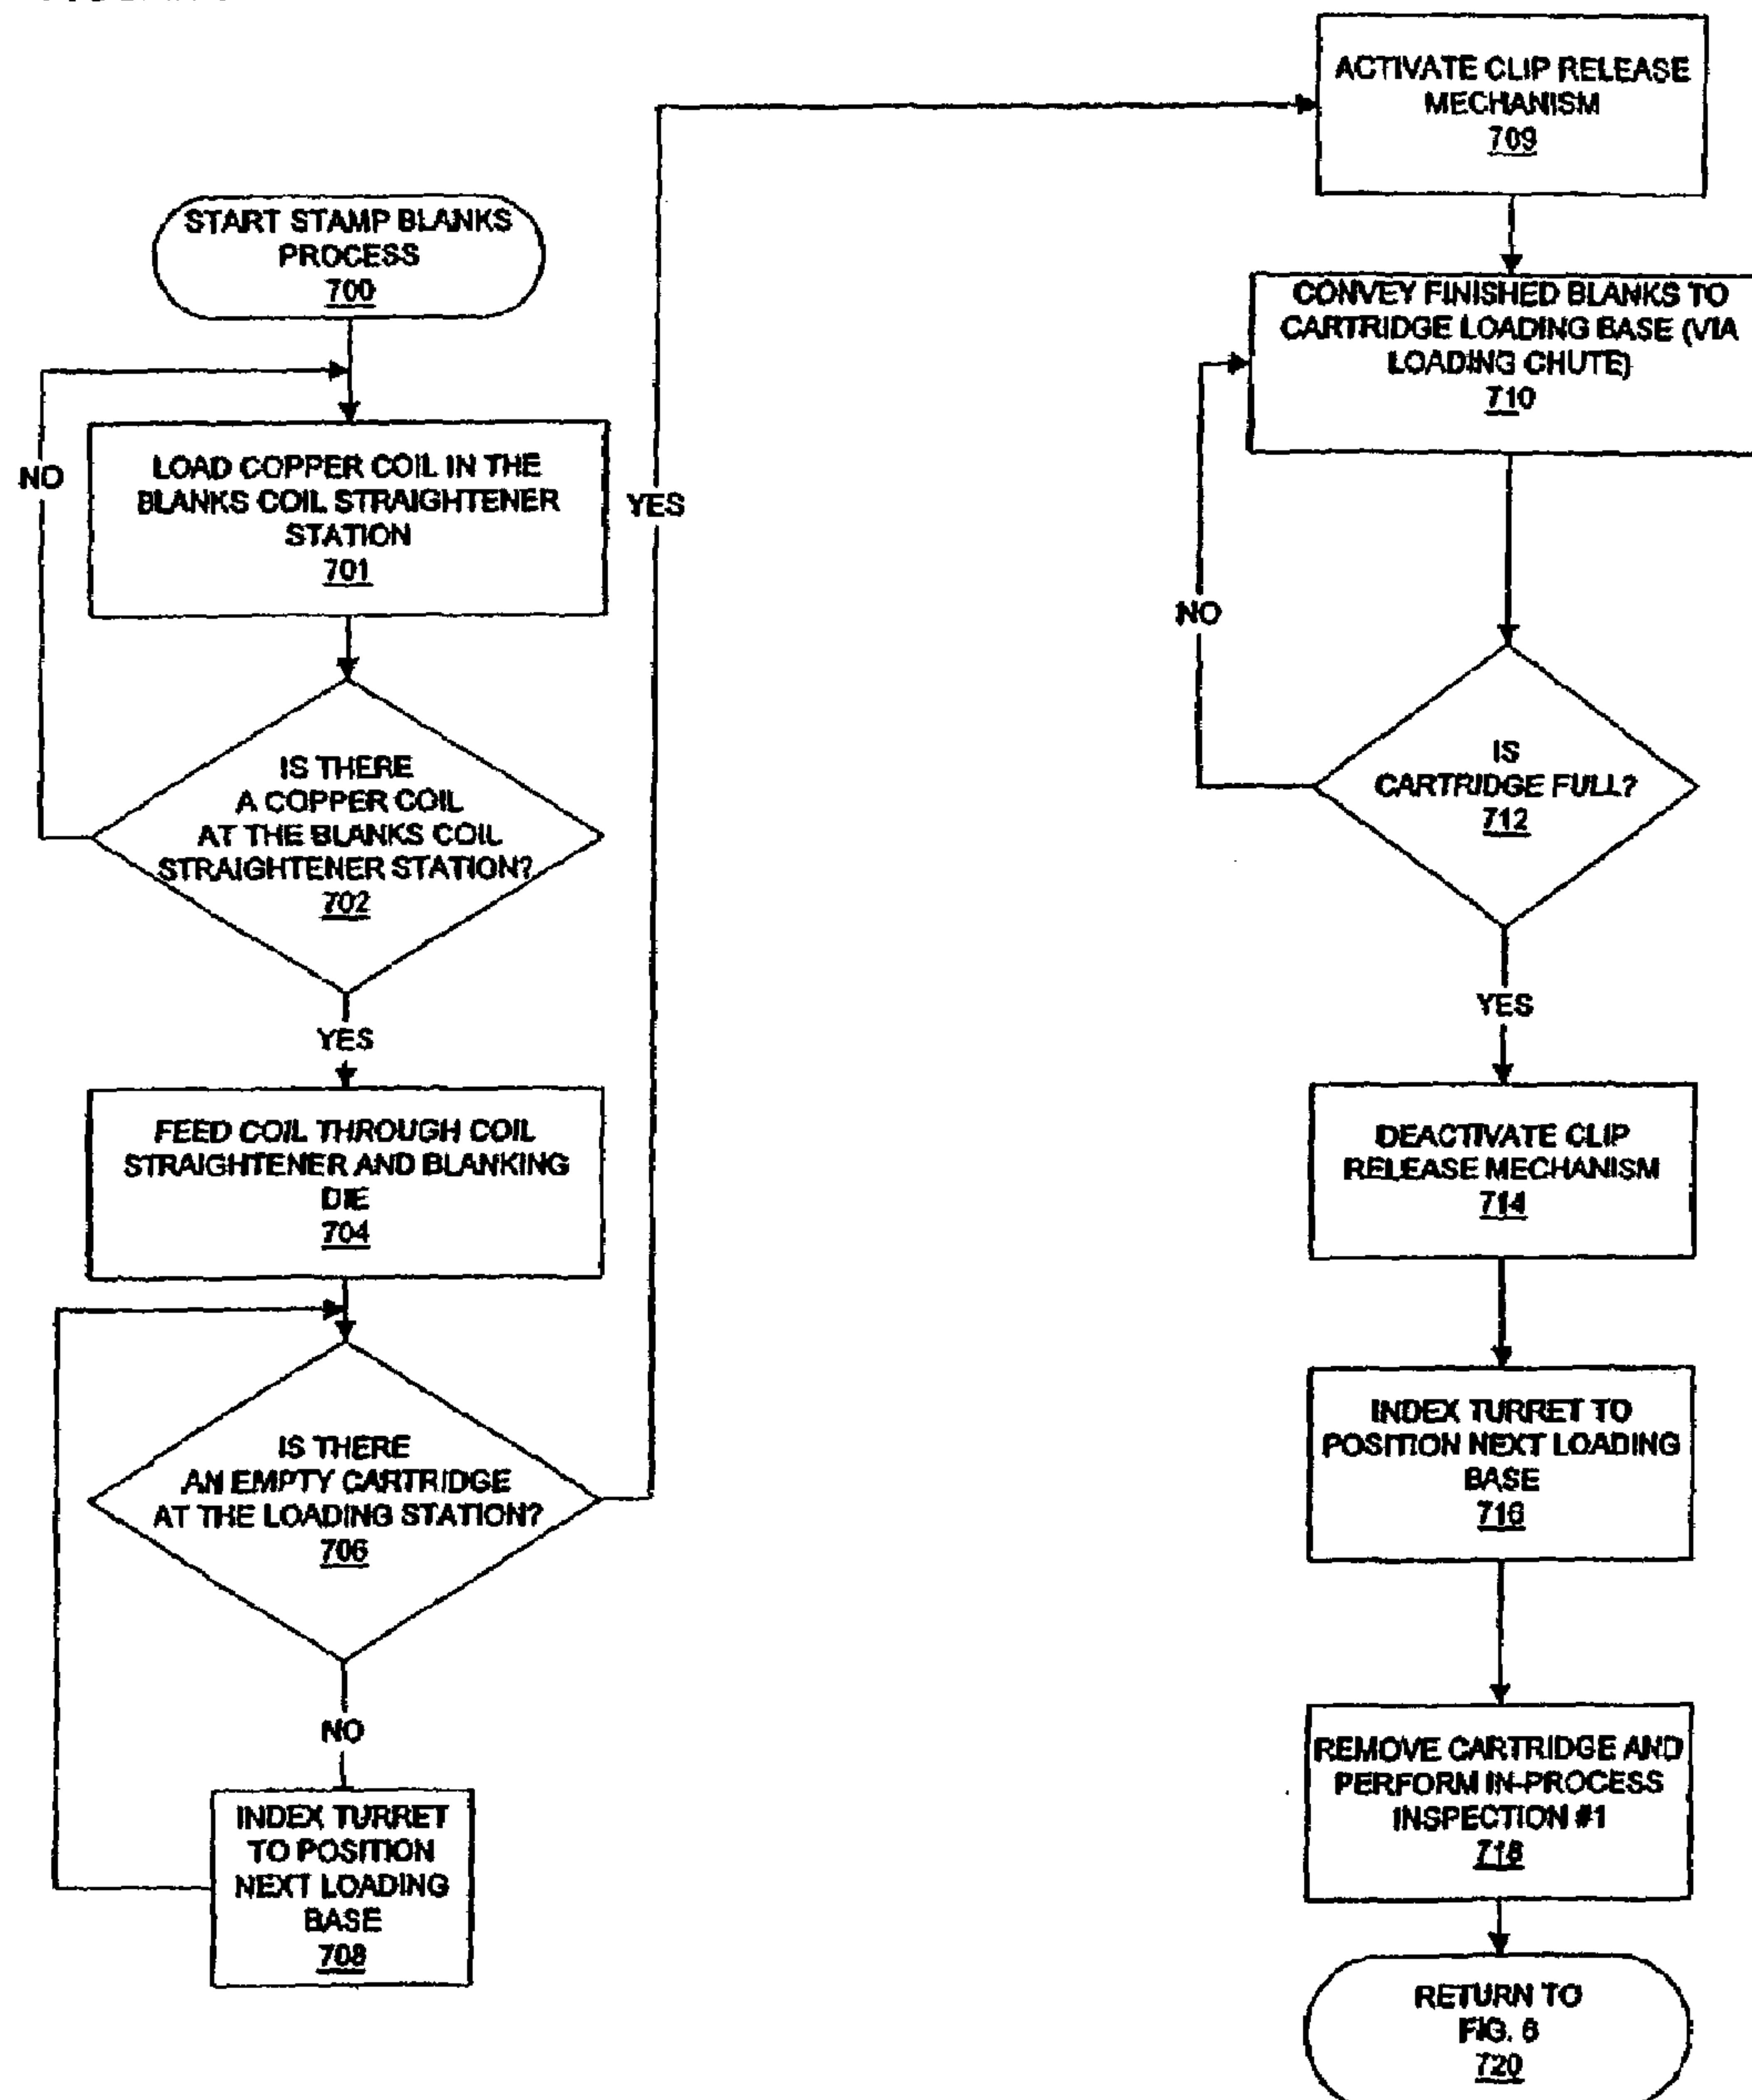 START STAMP BLANKS
PROCESS
700
NO
LOAD COPPER COIL IN THE
BLANKS COIL STRAIGHTENER
STATION
701
IS THERE
A COPPER COIL
AT THE BLANKS COIL
STRAIGHTENER STATION?
702
YES
FEED COIL THROUGH COIL
STRAIGHTENER AND BLANKING
DIE
704
IS THERE
AN EMPTY CARTRIDGE
AT THE LOADING STATION?
706
NO
INDEX TURRET
TO POSITION
NEXT LOADING
BASE
708
YES
ACTIVATE CLIP RELEASE
MECHANISM
709
CONVEY FINISHED BLANKS TO
CARTRIDGE LOADING BASE (VIA
LOADING CHUTE)
710
NO
IS
CARTRIDGE FULL?
712
YES
DEACTIVATE CLIP
RELEASE MECHANISM
714
INDEX TURRET TO
POSITION NEXT LOADING
BASE
716
REMOVE CARTRIDGE AND
PERFORM IN-PROCESS
INSPECTION #1
718
RETURN TO
FIG. 6
720